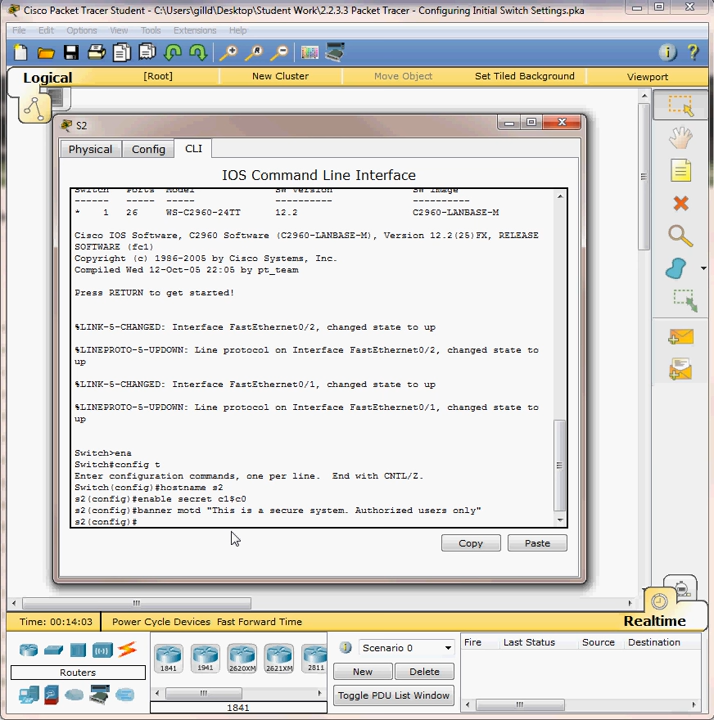 Cisco Packet Tracer Student - C:\Users\gilld\Desktop\Student Work\2.2.3.3 Packet Tracer - Configuring Initial Switch Settings.pka
File Edit Options View Tools Extensions Help
Logical [Root] New Cluster Move Object Set Tiled Background Viewport
S2
Physical Config CLI
IOS Command Line Interface
Switch Ports Model SW Version SW Image
------ ----- ----- ---------- ----------
* 1 26 WS-C2960-24TT 12.2 C2960-LANBASE-M
Cisco IOS Software, C2960 Software (C2960-LANBASE-M), Version 12.2(25)FX, RELEASE
SOFTWARE (fc1)
Copyright (c) 1986-2005 by Cisco Systems, Inc.
Compiled Wed 12-Oct-05 22:05 by pt_team
Press RETURN to get started!
%LINK-5-CHANGED: Interface FastEthernet0/2, changed state to up
%LINEPROTO-5-UPDOWN: Line protocol on Interface FastEthernet0/2, changed state to
up
%LINK-5-CHANGED: Interface FastEthernet0/1, changed state to up
%LINEPROTO-5-UPDOWN: Line protocol on Interface FastEthernet0/1, changed state to
up
Switch>ena
Switch#config t
Enter configuration commands, one per line. End with CNTL/Z.
Switch(config)#hostname s2
s2(config)#enable secret c1$c0
s2(config)#banner motd "This is a secure system. Authorized users only"
s2(config)#
Copy Paste
Realtime
Time: 00:14:03 Power Cycle Devices Fast Forward Time
Routers
1841 1941 2620XM 2621XM 2811
1841
Scenario 0
New Delete
Toggle PDU List Window
Fire Last Status Source Destination